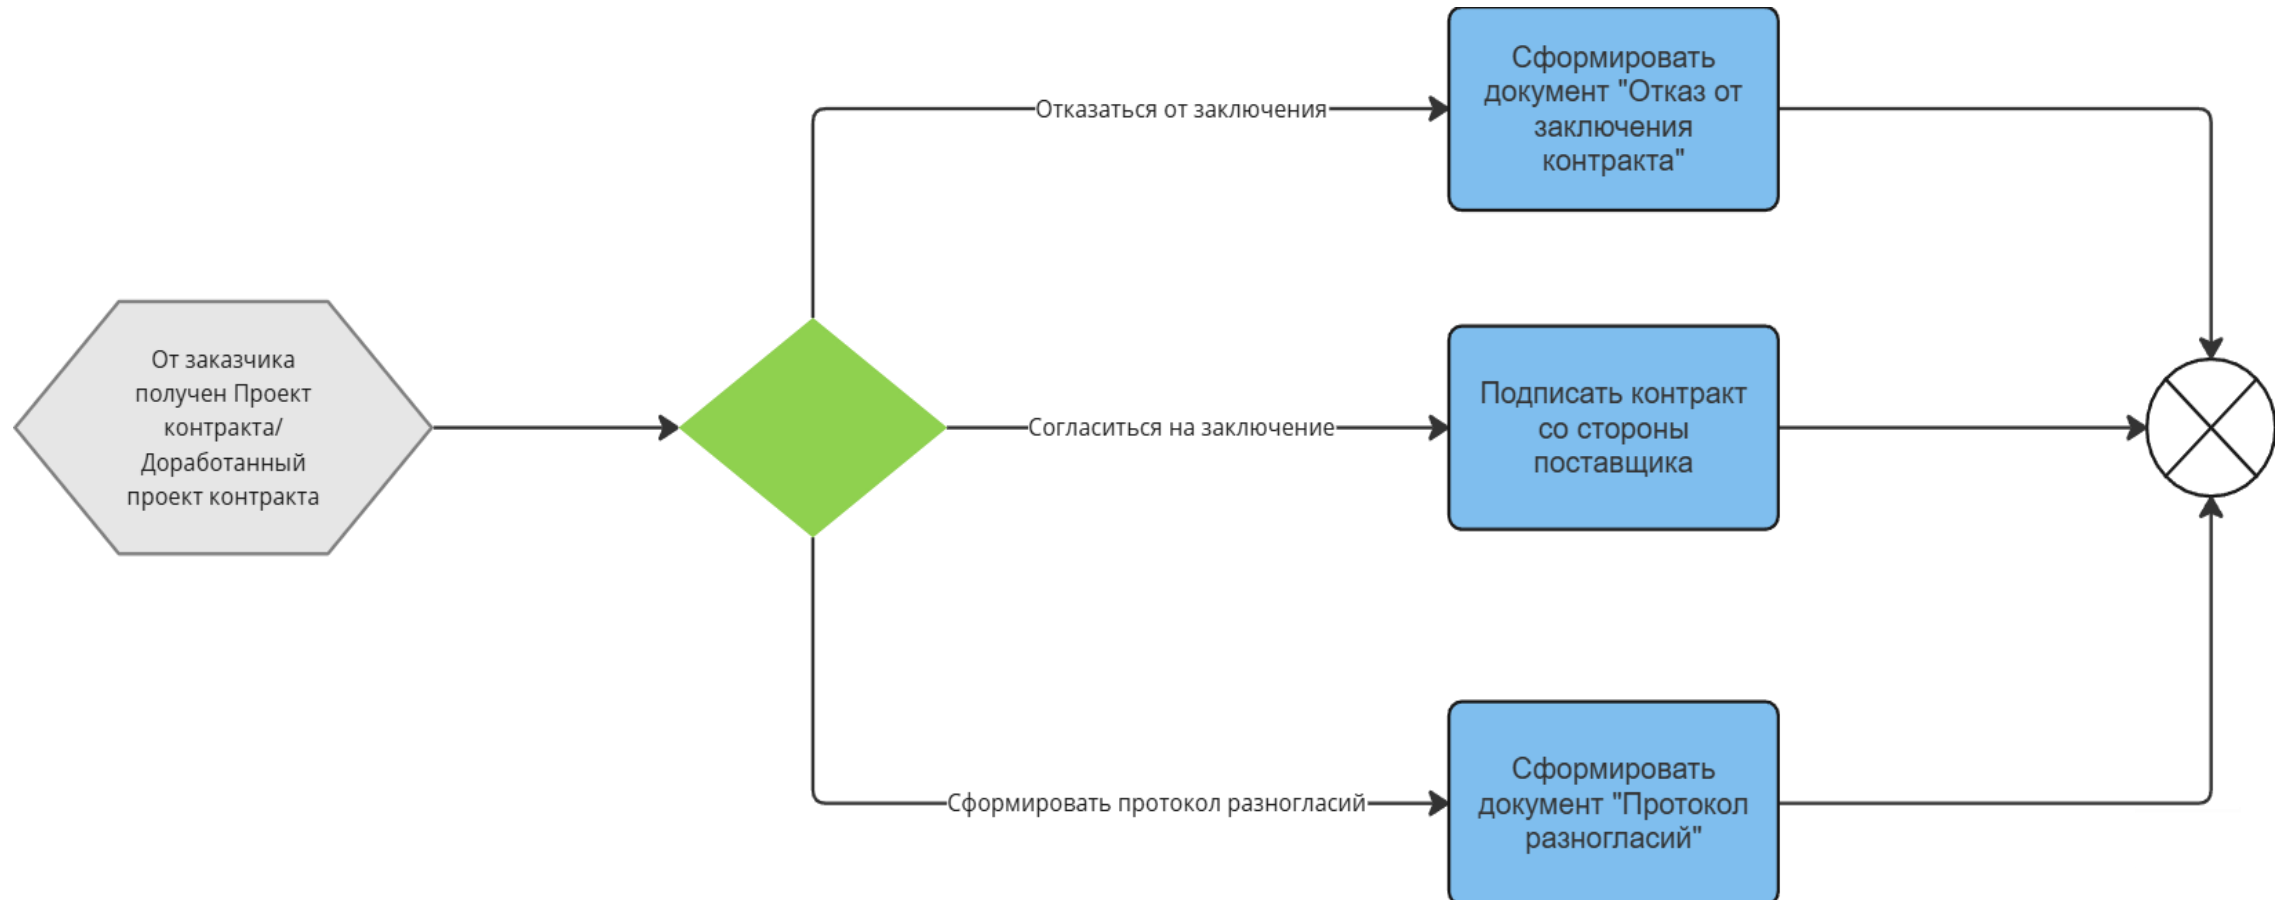 Сформировать
документ "Отказ от
заключения
контракта"
Отказаться от заключения
От заказчика
получен Проект
контракта/
Доработанный
проект контракта
Согласиться на заключение
Подписать контракт
со стороны
поставщика
Сформировать протокол разногласий
Сформировать
документ "Протокол
разногласий"